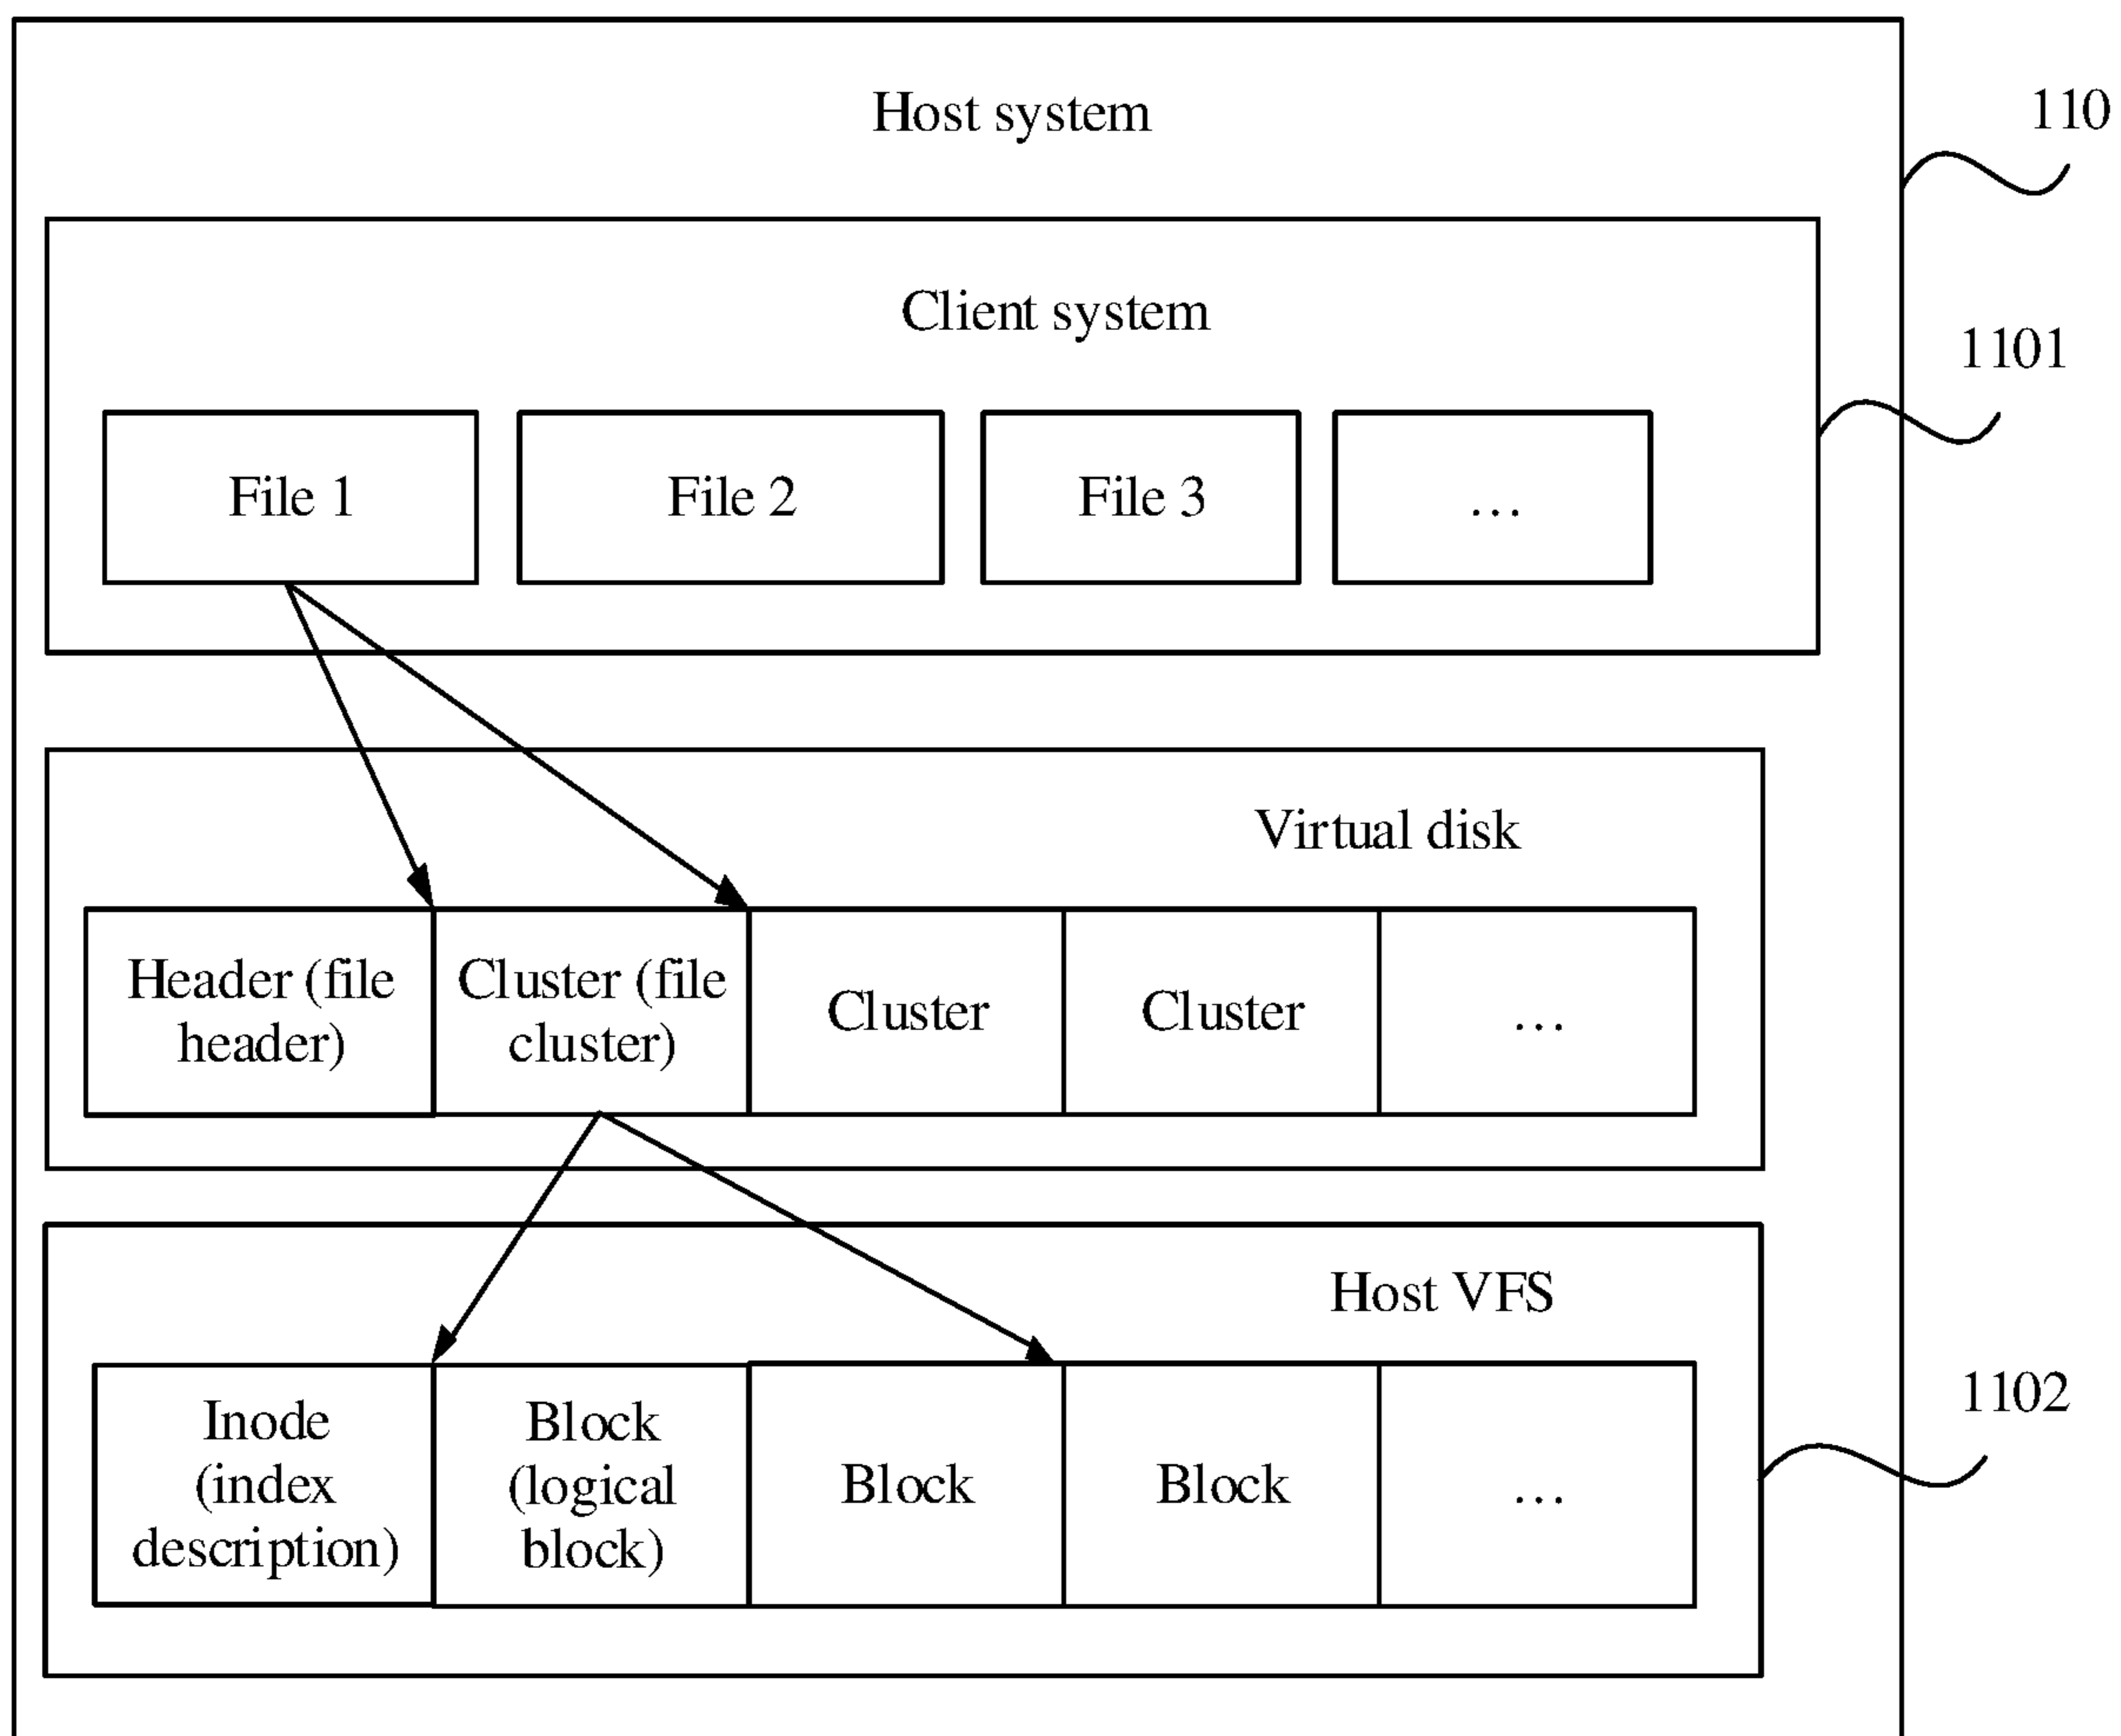 Host system
110
Client system
1101
File 1
File 2
File 3
...
Virtual disk
Header (file
header)
Cluster (file
cluster)
Cluster
Cluster
...
Host VFS
1102
Inode
(index
description)
Block
(logical
block)
Block
Block
...